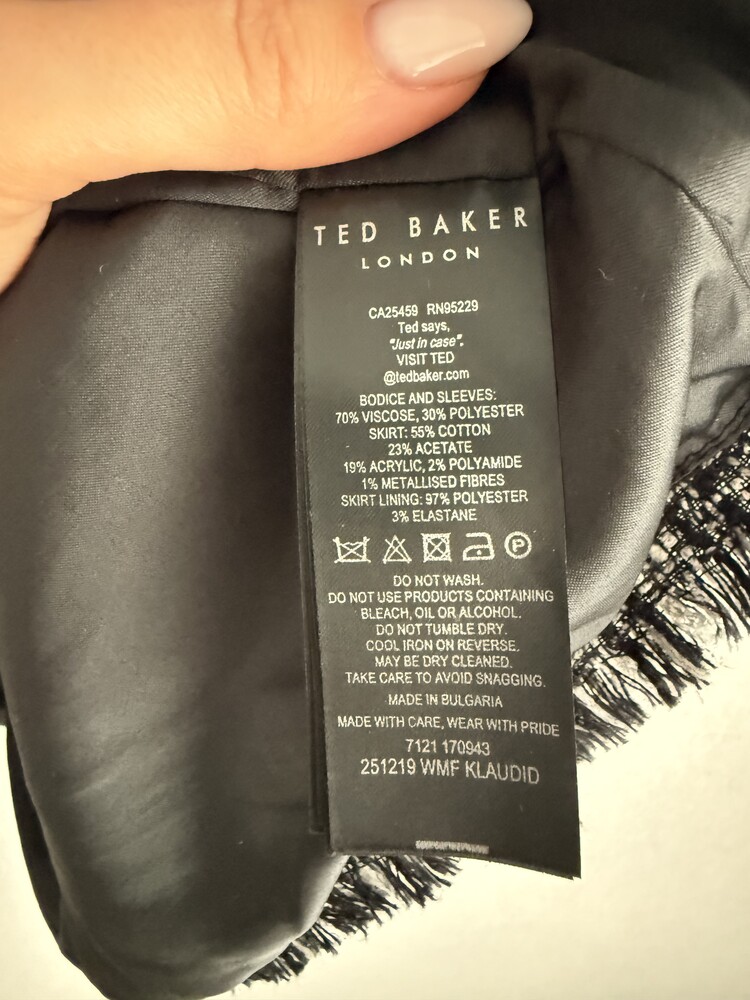 TED BAKER
LONDON
CA25459 RN95229
Ted says,
"Just in case".
VISIT TED
@tedbaker.com
BODICE AND SLEEVES:
70% VISCOSE, 30% POLYESTER
SKIRT: 55% COTTON
23% ACETATE
19% ACRYLIC, 2% POLYAMIDE
1% METALLISED FIBRES
SKIRT LINING: 97% POLYESTER
3% ELASTANE
P
DO NOT WASH.
DO NOT USE PRODUCTS CONTAINING
BLEACH, OIL OR ALCOHOL.
DO NOT TUMBLE DRY.
COOL IRON ON REVERSE.
MAY BE DRY CLEANED.
TAKE CARE TO AVOID SNAGGING.
MADE IN BULGARIA
MADE WITH CARE, WEAR WITH PRIDE
7121 170943
251219 WMF KLAUDID